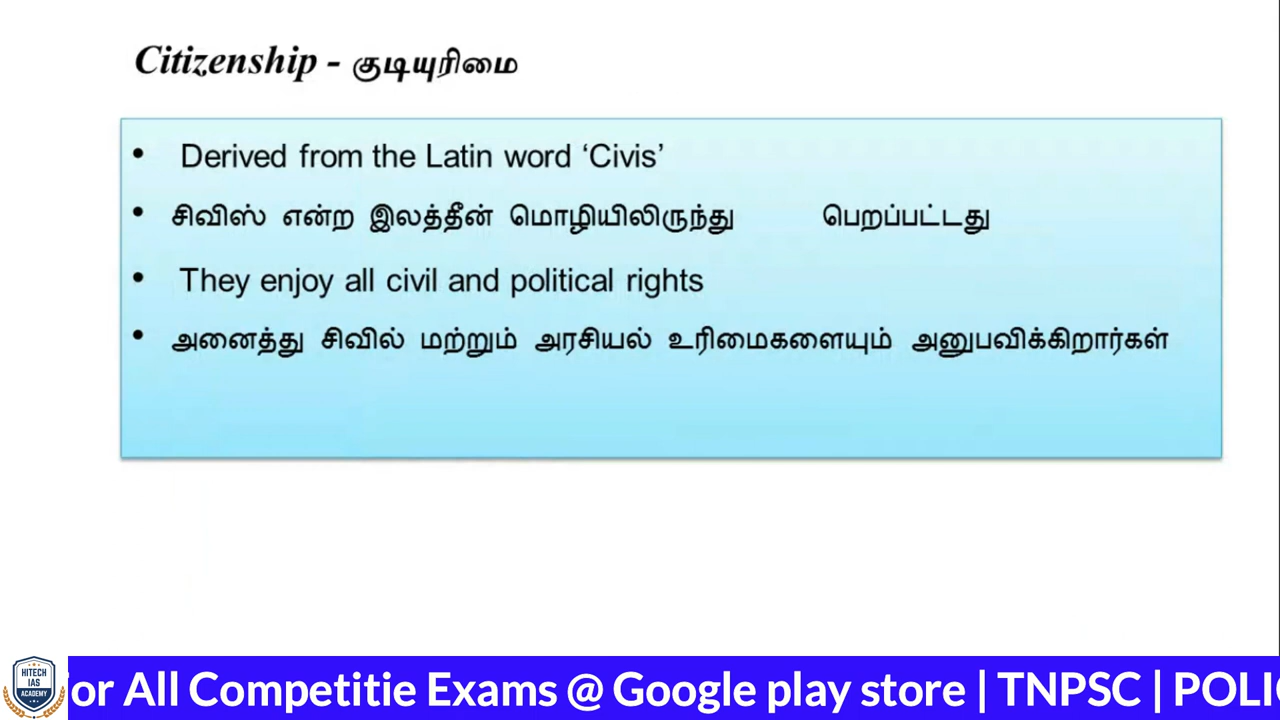 Citizenship - குடியுரிமை
• Derived from the Latin word ‘Civis’
• சிவிஸ் என்ற இலத்தீன் மொழியிலிருந்து பெறப்பட்டது
• They enjoy all civil and political rights
• அனைத்து சிவில் மற்றும் அரசியல் உரிமைகளையும் அனுபவிக்கிறார்கள்
HITECH
IAS
ACADEMY
or All Competitie Exams @ Google play store | TNPSC | POLI